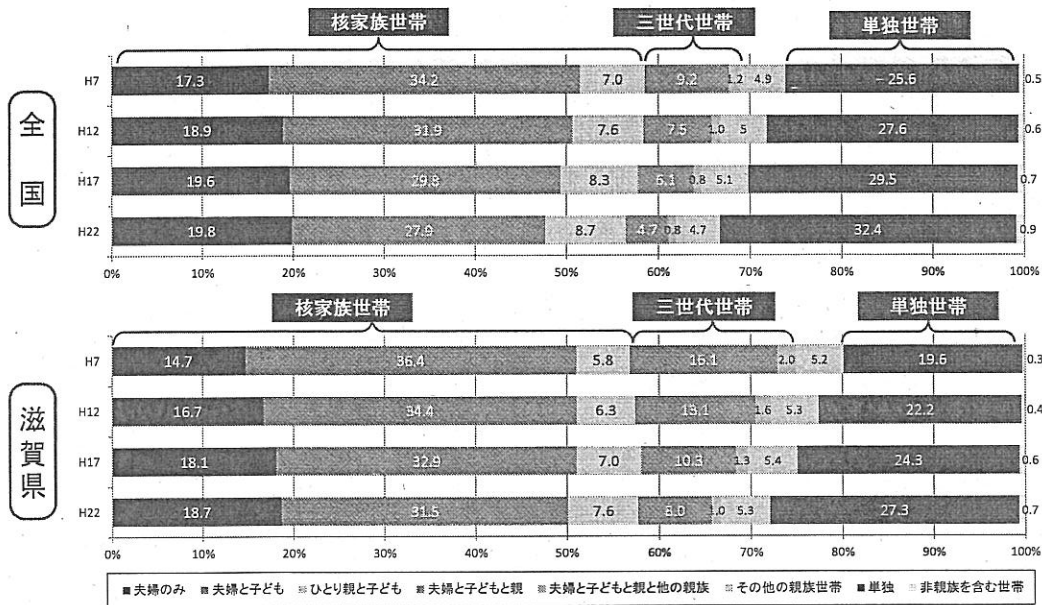 核家族世帯 三世代世帯 単独世帯
全国
H7 17.3 34.2 7.0 9.2 1.2 4.9 25.6 0.5
H12 18.9 31.9 7.6 7.5 1.0 5 27.6 0.6
H17 19.6 29.8 8.3 6.1 0.8 5.1 29.5 0.7
H22 19.8 27.9 8.7 4.7 0.8 4.7 32.4 0.9
0% 10% 20% 30% 40% 50% 60% 70% 80% 90% 100%
核家族世帯 三世代世帯 単独世帯
滋賀県
H7 14.7 36.4 5.8 16.1 2.0 5.2 19.6 0.3
H12 16.7 34.4 6.3 13.1 1.6 5.3 22.2 0.4
H17 18.1 32.9 7.0 10.3 1.3 5.4 24.3 0.6
H22 18.7 31.5 7.6 8.0 1.0 5.3 27.3 0.7
0% 10% 20% 30% 40% 50% 60% 70% 80% 90% 100%
夫婦のみ 夫婦と子ども ひとり親と子ども 夫婦と子どもと親 夫婦と子どもと親と他の親族 その他の親族世帯 単独 非親族を含む世帯